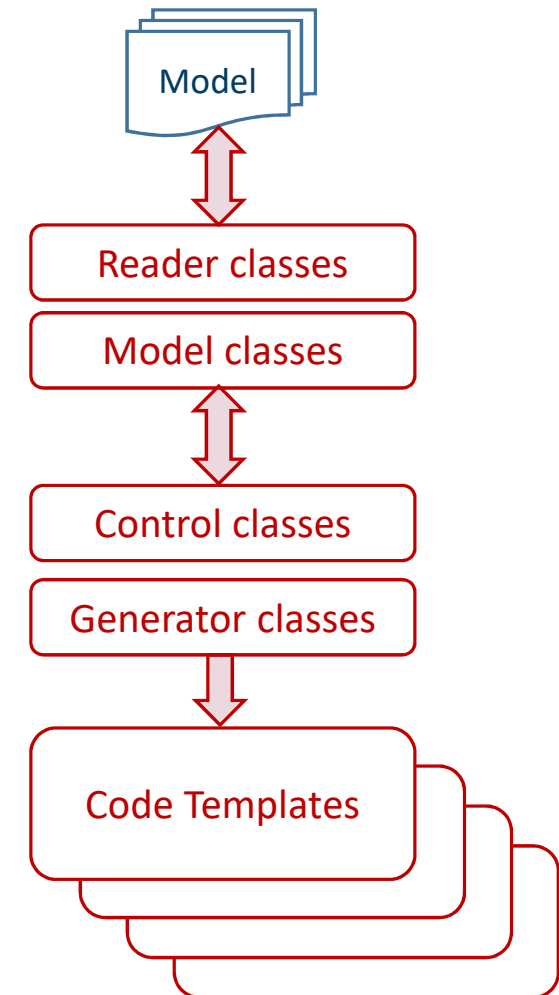 Model
Reader classes
Model classes
Control classes
Generator classes
Code Templates